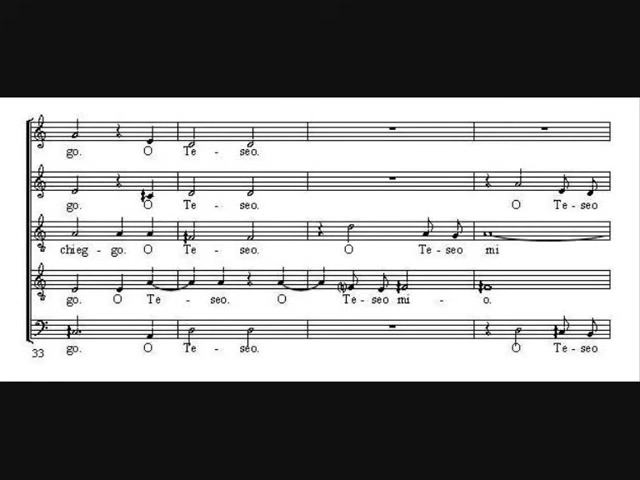 go. O Te - seo.
go. O Te - seo. O Te - seo
chieg - go. O Te - seo. O Te - seo mi
go. O Te - seo. O Te - seo mi - o.
33 go. O Te - seo. O Te - seo